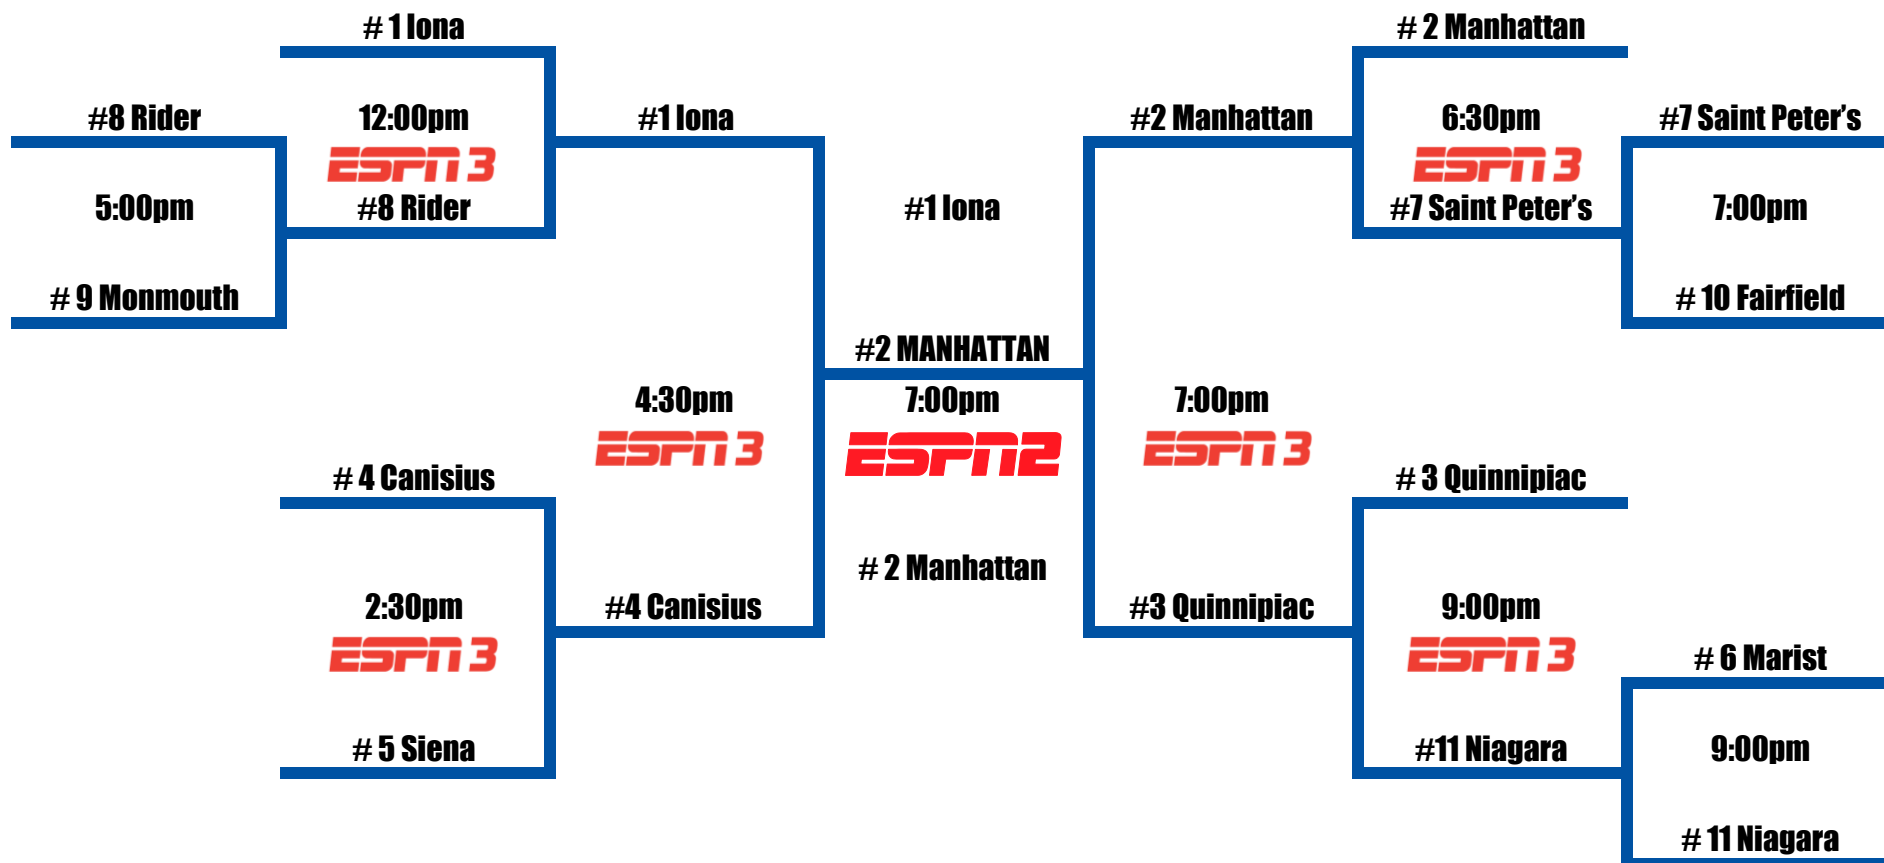 # 1 Iona
# 2 Manhattan
#8 Rider
12:00pm
#1 Iona
#2 Manhattan
6:30pm
#7 Saint Peter’s
ESPN 3
ESPN 3
5:00pm
#8 Rider
#1 Iona
#7 Saint Peter’s
7:00pm
# 9 Monmouth
# 10 Fairfield
#2 MANHATTAN
4:30pm
7:00pm
7:00pm
ESPN 3
ESPN2
ESPN 3
# 4 Canisius
# 3 Quinnipiac
# 2 Manhattan
2:30pm
#4 Canisius
#3 Quinnipiac
9:00pm
ESPN 3
ESPN 3
# 6 Marist
# 5 Siena
#11 Niagara
9:00pm
# 11 Niagara